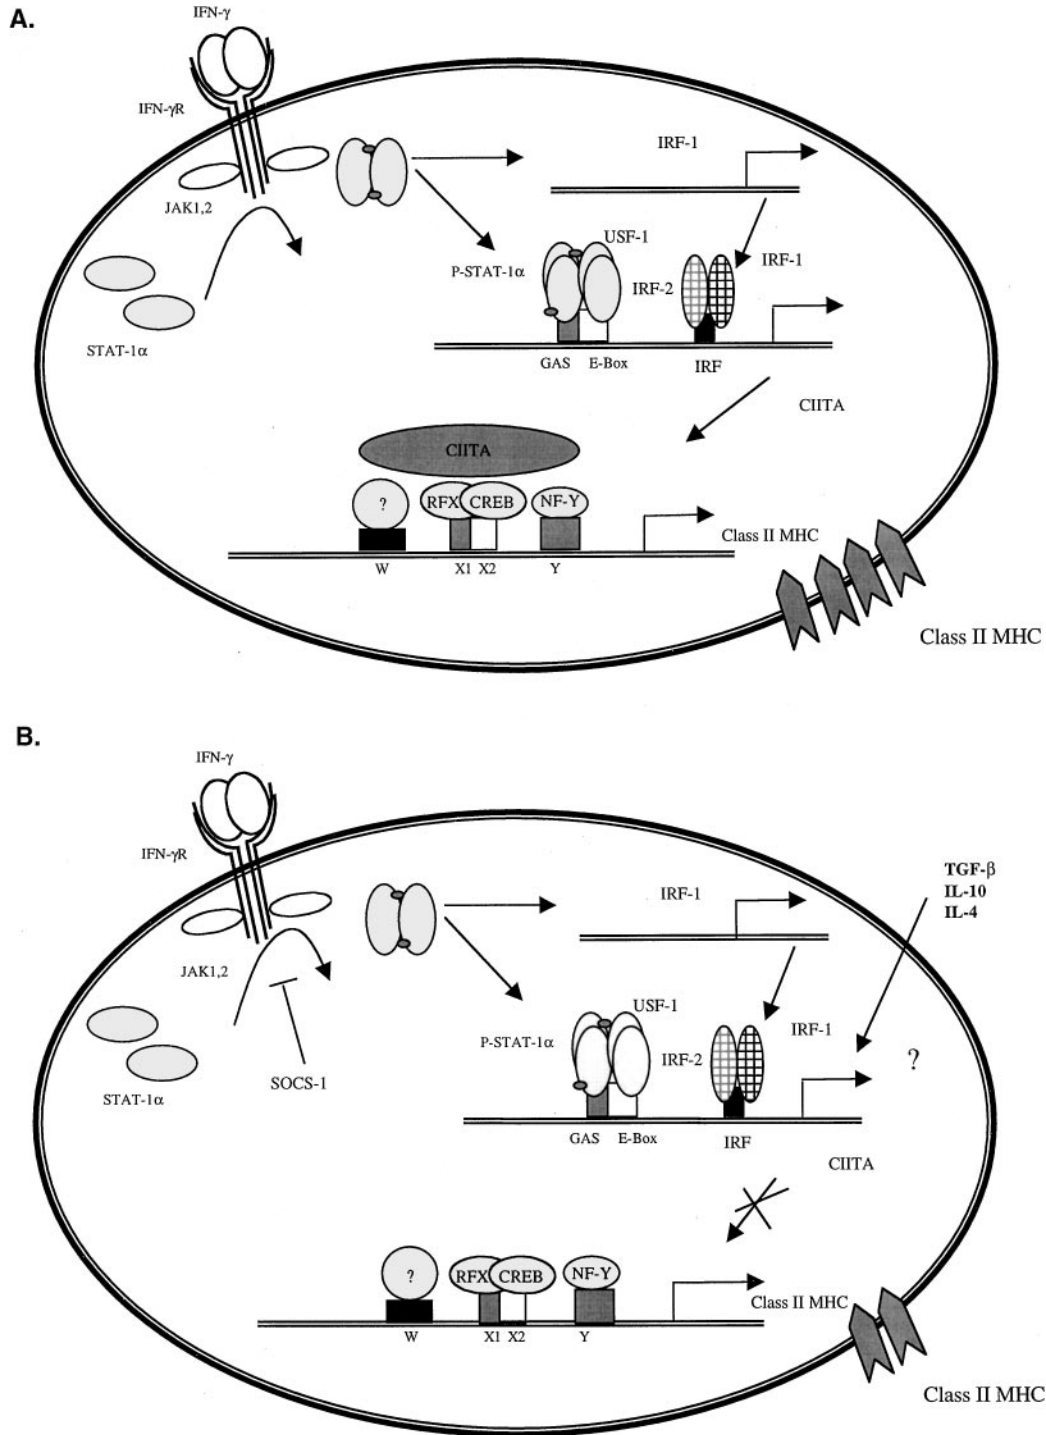 A.
IFN-γ
IFN-γR
IRF-1
JAK1,2
USF-1
P-STAT-1α
IRF-2
IRF-1
STAT-1α
GAS
E-Box
IRF
CIITA
CIITA
?
RFX
CREB
NF-Y
Class II MHC
W
X1
X2
Y
Class II MHC
B.
IFN-γ
IFN-γR
TGF-β
IL-10
IL-4
IRF-1
JAK1,2
USF-1
P-STAT-1α
IRF-2
IRF-1
?
SOCS-1
STAT-1α
GAS
E-Box
IRF
CIITA
?
RFX
CREB
NF-Y
Class II MHC
W
X1
X2
Y
Class II MHC